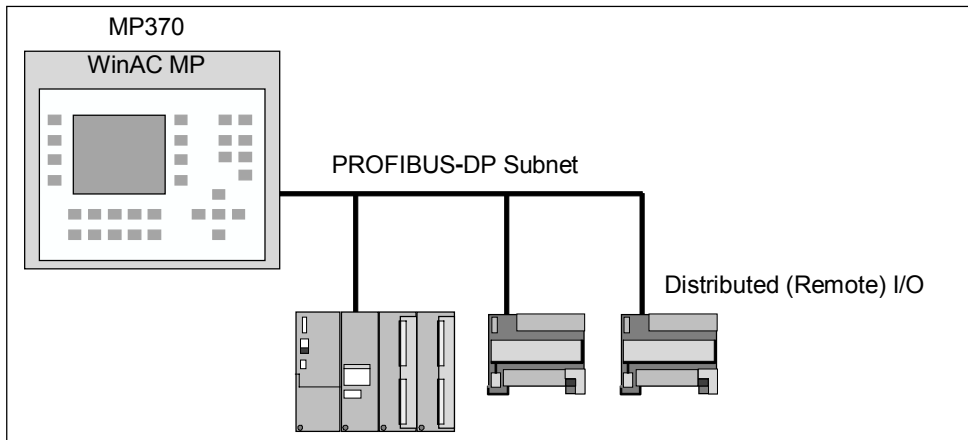 MP370
WinAC MP
PROFIBUS-DP Subnet
Distributed (Remote) I/O